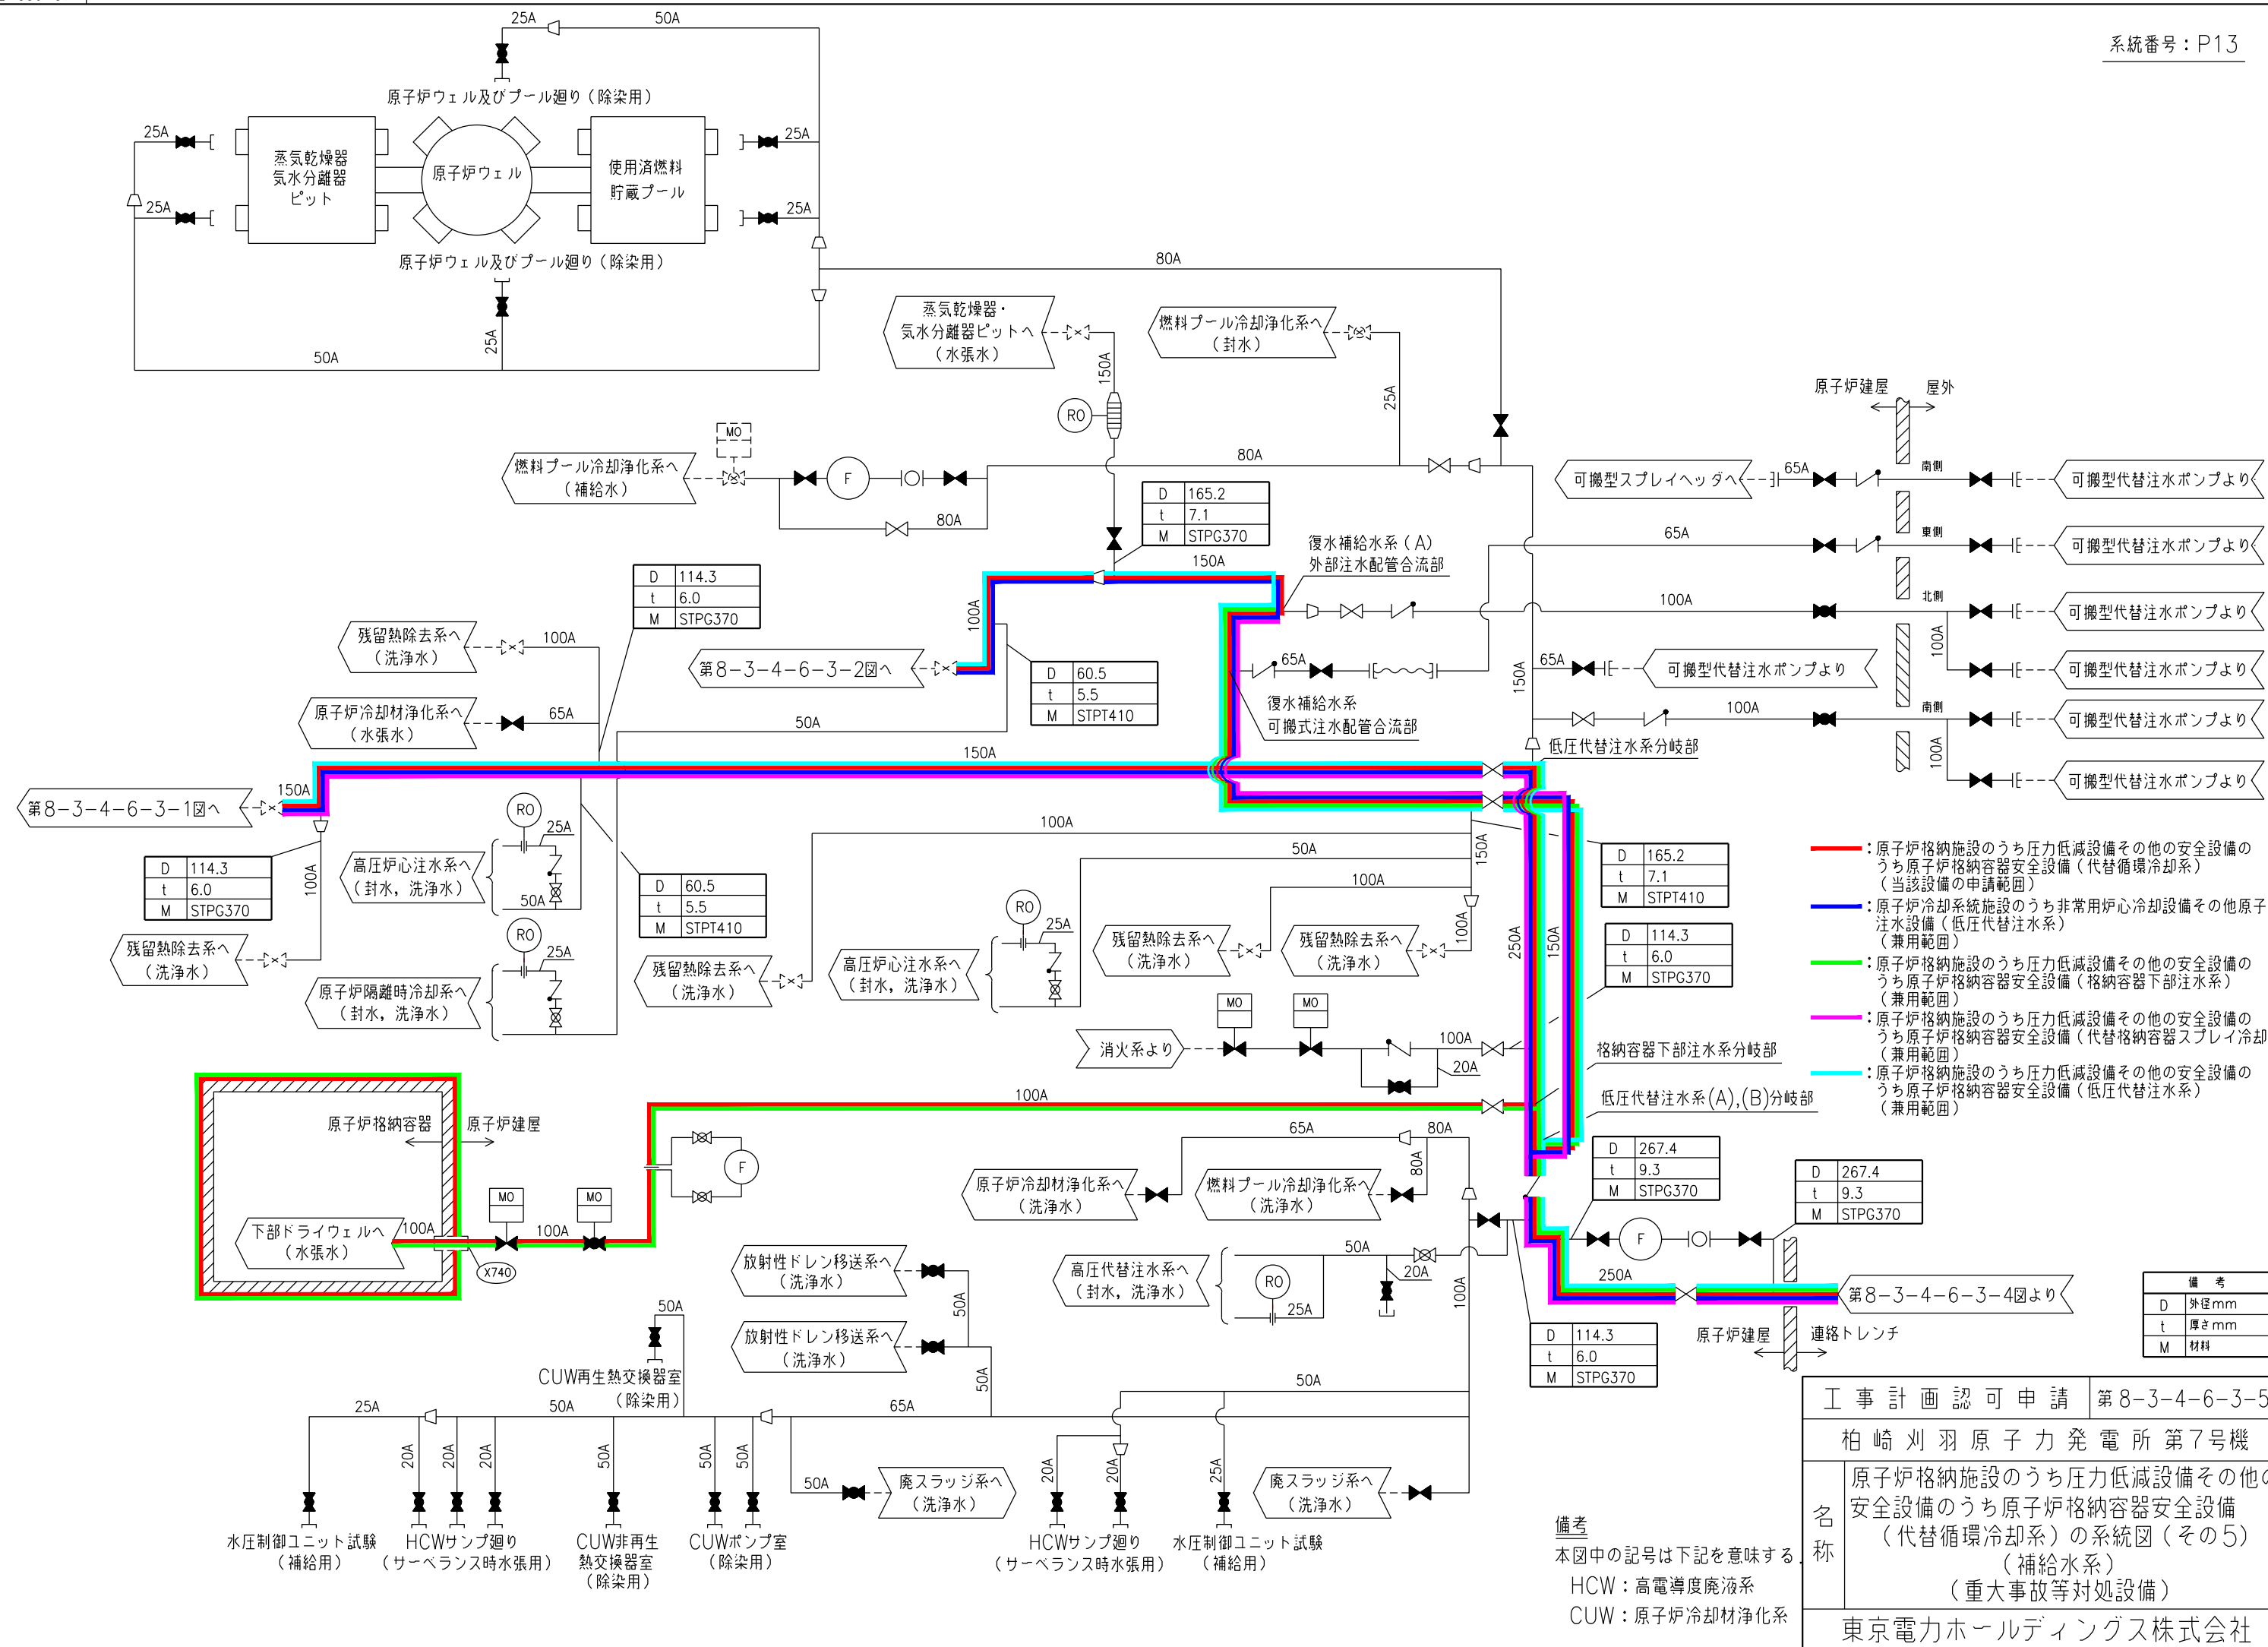 系統番号：P13
25A
50A
原子炉ウェル及びプール廻り（除染用）
25A
25A
蒸気乾燥器
気水分離器
ピット
原子炉ウェル
使用済燃料
貯蔵プール
25A
25A
原子炉ウェル及びプール廻り（除染用）
25A
50A
80A
蒸気乾燥器・
気水分離器ピットへ
（水張水）
150A
燃料プール冷却浄化系へ
（封水）
25A
RO
原子炉建屋
屋外
MO
燃料プール冷却浄化系へ
（補給水）
F
80A
80A
D 165.2
t 7.1
M STPG370
可搬型スプレイヘッダへ
65A
南側
可搬型代替注水ポンプより
65A
東側
可搬型代替注水ポンプより
復水補給水系（A）
外部注水配管合流部
150A
D 114.3
t 6.0
M STPG370
100A
100A
北側
可搬型代替注水ポンプより
100A
可搬型代替注水ポンプより
残留熱除去系へ
（洗浄水）
100A
第8-3-4-6-3-2図へ
D 60.5
t 5.5
M STPT410
65A
復水補給水系
可搬式注水配管合流部
150A
65A
可搬型代替注水ポンプより
原子炉冷却材浄化系へ
（水張水）
65A
50A
100A
南側
可搬型代替注水ポンプより
100A
可搬型代替注水ポンプより
低圧代替注水系分岐部
150A
第8-3-4-6-3-1図へ
150A
D 114.3
t 6.0
M STPG370
100A
残留熱除去系へ
（洗浄水）
高圧炉心注水系へ
（封水，洗浄水）
RO
25A
50A
原子炉隔離時冷却系へ
（封水，洗浄水）
RO
25A
D 60.5
t 5.5
M STPT410
100A
残留熱除去系へ
（洗浄水）
50A
高圧炉心注水系へ
（封水，洗浄水）
RO
25A
100A
残留熱除去系へ
（洗浄水）
残留熱除去系へ
（洗浄水）
150A
100A
250A
150A
D 165.2
t 7.1
M STPT410
D 114.3
t 6.0
M STPG370
：原子炉格納施設のうち圧力低減設備その他の安全設備の
うち原子炉格納容器安全設備（代替循環冷却系）
（当該設備の申請範囲）
：原子炉冷却系統施設のうち非常用炉心冷却設備その他原子
注水設備（低圧代替注水系）
（兼用範囲）
：原子炉格納施設のうち圧力低減設備その他の安全設備の
うち原子炉格納容器安全設備（格納容器下部注水系）
（兼用範囲）
：原子炉格納施設のうち圧力低減設備その他の安全設備の
うち原子炉格納容器安全設備（代替格納容器スプレイ冷却
（兼用範囲）
：原子炉格納施設のうち圧力低減設備その他の安全設備の
うち原子炉格納容器安全設備（低圧代替注水系）
（兼用範囲）
消火系より
MO
MO
100A
20A
格納容器下部注水系分岐部
低圧代替注水系(A),(B)分岐部
100A
原子炉格納容器
原子炉建屋
下部ドライウェルへ
（水張水）
100A
MO
100A
MO
X740
F
65A
80A
80A
原子炉冷却材浄化系へ
（洗浄水）
燃料プール冷却浄化系へ
（洗浄水）
D 267.4
t 9.3
M STPG370
D 267.4
t 9.3
M STPG370
F
高圧代替注水系へ
（封水，洗浄水）
RO
25A
50A
20A
100A
250A
第8-3-4-6-3-4図より
原子炉建屋
連絡トレンチ
D 114.3
t 6.0
M STPG370
備考
D 外径mm
t 厚さmm
M 材料
放射性ドレン移送系へ
（洗浄水）
50A
放射性ドレン移送系へ
（洗浄水）
50A
50A
CUW再生熱交換器室
（除染用）
25A
50A
65A
50A
20A
20A
20A
50A
50A
50A
50A
廃スラッジ系へ
（洗浄水）
20A
20A
25A
廃スラッジ系へ
（洗浄水）
水圧制御ユニット試験
（補給用）
HCWサンプ廻り
（サーベランス時水張用）
CUW非再生
熱交換器室
（除染用）
CUWポンプ室
（除染用）
HCWサンプ廻り
（サーベランス時水張用）
水圧制御ユニット試験
（補給用）
備考
本図中の記号は下記を意味する．
HCW：高電導度廃液系
CUW：原子炉冷却材浄化系
工事計画認可申請 第8-3-4-6-3-5
柏崎刈羽原子力発電所第7号機
名称
原子炉格納施設のうち圧力低減設備その他の
安全設備のうち原子炉格納容器安全設備
（代替循環冷却系）の系統図（その5）
（補給水系）
（重大事故等対処設備）
東京電力ホールディングス株式会社